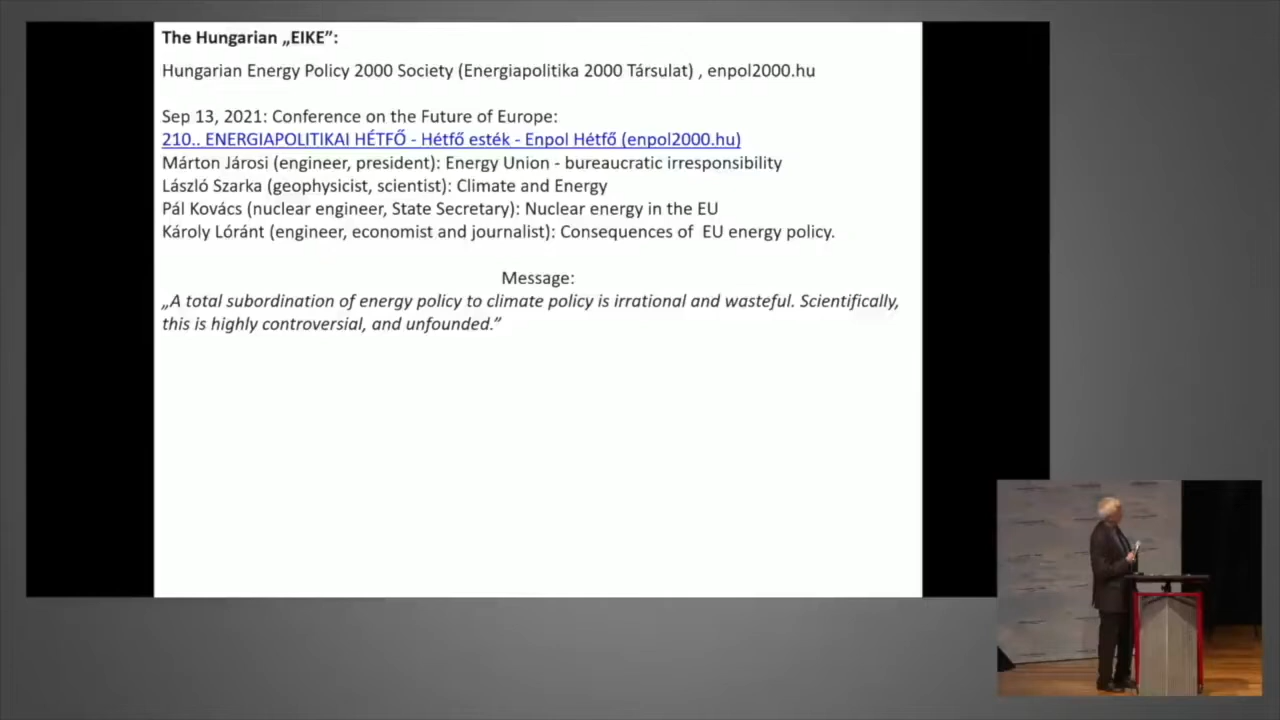 The Hungarian „EIKE”:
Hungarian Energy Policy 2000 Society (Energiapolitika 2000 Társulat) , enpol2000.hu
Sep 13, 2021: Conference on the Future of Europe:
210.. ENERGIAPOLITIKAI HÉTFŐ - Hétfő esték - Enpol Hétfő (enpol2000.hu)
Márton Járosi (engineer, president): Energy Union - bureaucratic irresponsibility
László Szarka (geophysicist, scientist): Climate and Energy
Pál Kovács (nuclear engineer, State Secretary): Nuclear energy in the EU
Károly Lóránt (engineer, economist and journalist): Consequences of  EU energy policy.
Message:
„A total subordination of energy policy to climate policy is irrational and wasteful. Scientifically,
this is highly controversial, and unfounded.”